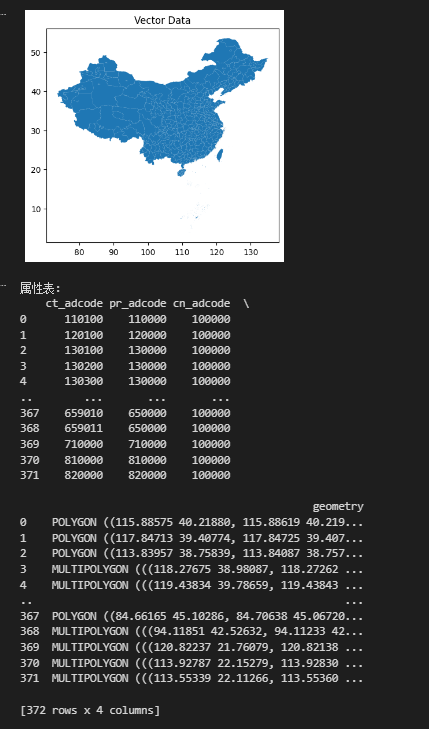 Vector Data
50
40
30
20
10
80 90 100 110 120 130
属性表:
ct_adcode pr_adcode cn_adcode \
0 110100 110000 100000
1 120100 120000 100000
2 130100 130000 100000
3 130200 130000 100000
4 130300 130000 100000
.. ... ... ...
367 659010 650000 100000
368 659011 650000 100000
369 710000 710000 100000
370 810000 810000 100000
371 820000 820000 100000
geometry
0 POLYGON ((115.88575 40.21880, 115.88619 40.219...
1 POLYGON ((117.84713 39.40774, 117.84725 39.407...
2 POLYGON ((113.83957 38.75839, 113.84087 38.757...
3 MULTIPOLYGON (((118.27675 38.98087, 118.27262 ...
4 MULTIPOLYGON (((119.43834 39.78659, 119.43843 ...
.. ...
367 POLYGON ((84.66165 45.10286, 84.70638 45.06720...
368 MULTIPOLYGON (((94.11851 42.52632, 94.11233 42...
369 MULTIPOLYGON (((120.82237 21.76079, 120.82138 ...
370 MULTIPOLYGON (((113.92787 22.15279, 113.92830 ...
371 MULTIPOLYGON (((113.55339 22.11266, 113.55360 ...
[372 rows x 4 columns]